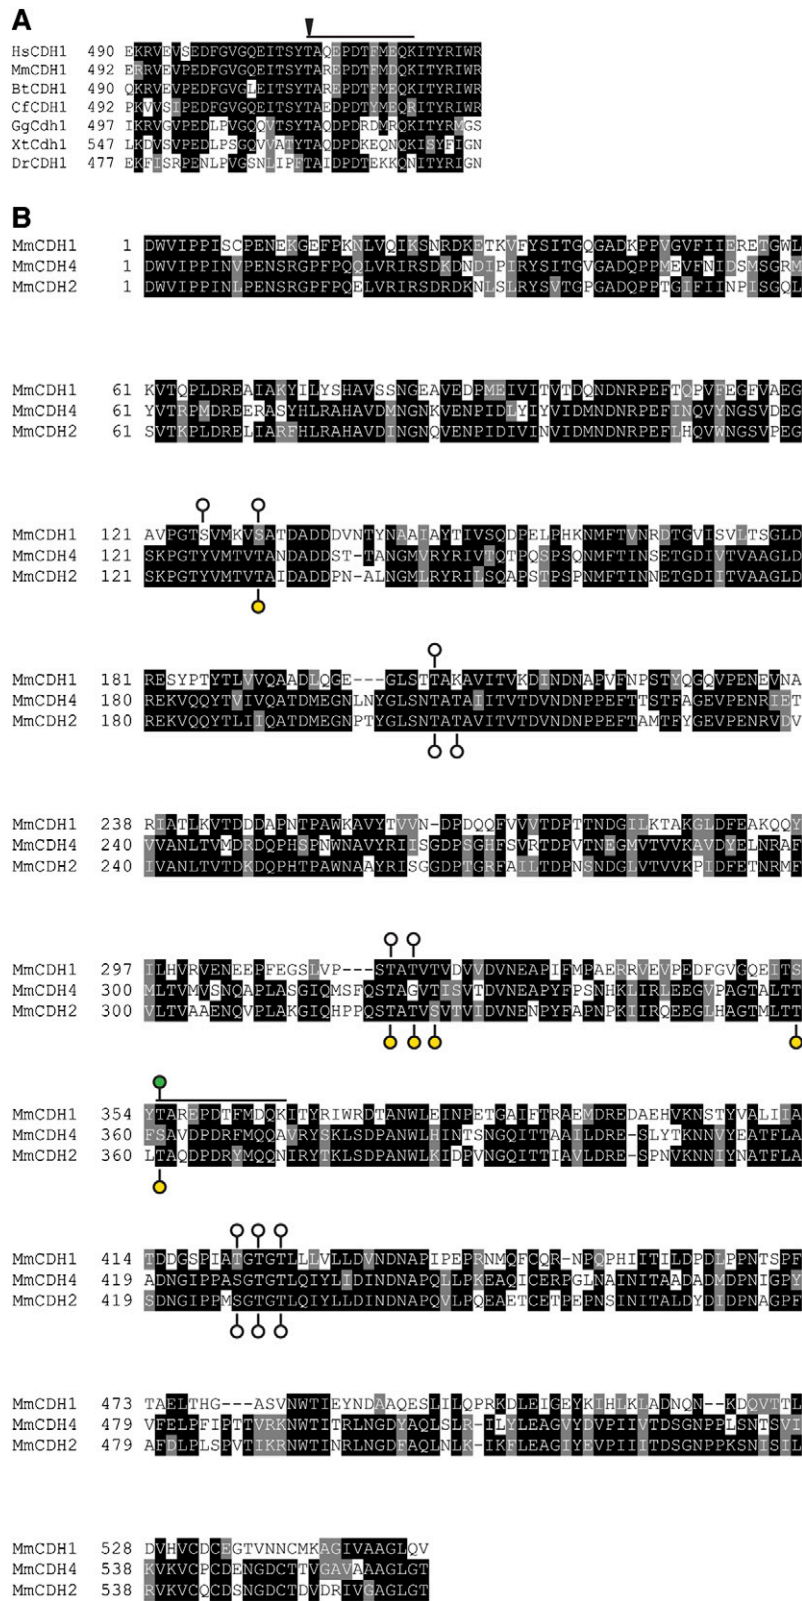 A
HsCDH1 490 EKRVEVSEDFGVGQEITSYTAQEPDTFMEQKITYRIWR
MmCDH1 492 ERRVEVPEDFGVGQEITSYTAREPDTFMDQKITYRIWR
BtCDH1 490 QKRVEVPEDFGVGLEITSYTAREPDTFMEQKITYRIWR
CfCDH1 492 PKVVSIPEDFGVGQEITSYTAEDPDTYMEQRITYRIWR
GgCdh1 497 IKRVGVPEDLPVGQQVTSYTAQDPDRDMRQKITYRMGS
XtCdh1 547 LKDVSVPEDLPSGQVVATYTAQDPDKEQNQKISYFIGN
DrCDH1 477 EKFISRPENLPVGSNLIPFTAIDPDTEKKQNITYRIGN
B
MmCDH1 1 DWVIPPISCPENEKGEFPKNLVQIKSNRDKETKVFYSITGQGADKPPVGVFIIERETGWL
MmCDH4 1 DWVIPPINVPENSRGPFPQQLVRIRSDKDNDIPIRYSITGVGADQPPMEVFNIDSMSGRM
MmCDH2 1 DWVIPPINLPENSRGPFPQELVRIRSDRDKNLSLRYSVTGPGADQPPTGIFIINPISGQL
MmCDH1 61 KVTQPLDREAIAKYILYSHAVSSNGEAVEDPMEIVITVTDQNDNRPEFTQPVFEGFVAEG
MmCDH4 61 YVTRPMDREERASYHLRAHAVDMNGNKVENPIDLYIYVIDMNDNRPEFINQVYNGSVDEG
MmCDH2 61 SVTKPLDRELIARFHLRAHAVDINGNQVENPIDIVINVIDMNDNRPEFLHQVWNGSVPEG
MmCDH1 121 AVPGTSVMKVSATDADDDVNTYNAAIAYTIVSQDPELPHKNMFTVNRDTGVISVLTSGLD
MmCDH4 121 SKPGTYVMTVTANDADDST-TANGMVRYRIVTQTPQSPSQNMFTINSETGDIVTVAAGLD
MmCDH2 121 SKPGTYVMTVTAIDADDPN-ALNGMLRYRILSQAPSTPSPNMFTINNETGDIITVAAGLD
MmCDH1 181 RESYPTYTLVVQAADLQGE---GLSTTAKAVITVKDINDNAPVFNPSTYQGQVPENEVNA
MmCDH4 180 REKVQQYTVIVQATDMEGNLNYGLSNTATAIITVTDVNDNPPEFTTSTFAGEVPENRIET
MmCDH2 180 REKVQQYTLIIQATDMEGNPTYGLSNTATAVITVTDVNDNPPEFTAMTFYGEVPENRVDV
MmCDH1 238 RIATLKVTDDDAPNTPAWKAVYTVVN-DPDQQFVVVTDPTTNDGILKTAKGLDFEAKQQY
MmCDH4 240 VVANLTVMDRDQPHSPNWNAVYRIISGDPSGHFSVRTDPVTNEGMVTVVKAVDYELNRAF
MmCDH2 240 IVANLTVTDKDQPHTPAWNAAYRISGGDPTGRFAILTDPNSNDGLVTVVKPIDFETNRMF
MmCDH1 297 ILHVRVENEEPFEGSLVP---STATVTVDVVDVNEAPIFMPAERRVEVPEDFGVGQEITS
MmCDH4 300 MLTVMVSNQAPLASGIQMSFQSTAGVTISVTDVNEAPYFPSNHKLIRLEEGVPAGTALTT
MmCDH2 300 VLTVAAENQVPLAKGIQHPPQSTATVSVTVIDVNENPYFAPNPKIIRQEEGLHAGTMLTT
MmCDH1 354 YTAREPDTFMDQKITYRIWRDTANWLEINPETGAIFTRAEMDREDAEHVKNSTYVALIIA
MmCDH4 360 FSAVDPDRFMQQAVRYSKLSDPANWLHINTSNGQITTAAILDRE-SLYTKNNVYEATFLA
MmCDH2 360 LTAQDPDRYMQQNIRYTKLSDPANWLKIDPVNGQITTIAVLDRE-SPNVKNNIYNATFLA
MmCDH1 414 TDDGSPIATGTGTLLLVLLDVNDNAPIPEPRNMQFCQR-NPQPHIITILDPDLPPNTSPF
MmCDH4 419 ADNGIPPASGTGTLQIYLIDINDNAPQLLPKEAQICERPGLNAINITAADADMDPNIGPY
MmCDH2 419 SDNGIPPMSGTGTLQIYLLDINDNAPQVLPQEAETCETPEPNSINITALDYDIDPNAGPF
MmCDH1 473 TAELTHG---ASVNWTIEYNDAAQESLILQPRKDLEIGEYKIHLKLADNQN--KDQVTTL
MmCDH4 479 VFELPFIPTTVRKNWTITRLNGDYAQLSLR-ILYLEAGVYDVPIIVTDSGNPPLSNTSVI
MmCDH2 479 AFDLPLSPVTIKRNWTINRLNGDFAQLNLK-IKFLEAGIYEVPIIITDSGNPPKSNISIL
MmCDH1 528 DVHVCDCEGTVNNCMKAGIVAAGLQV
MmCDH4 538 KVKVCPCDENGDCTTVGAVAAAGLGT
MmCDH2 538 RVKVCQCDSNGDCTDVDRIVGAGLGT